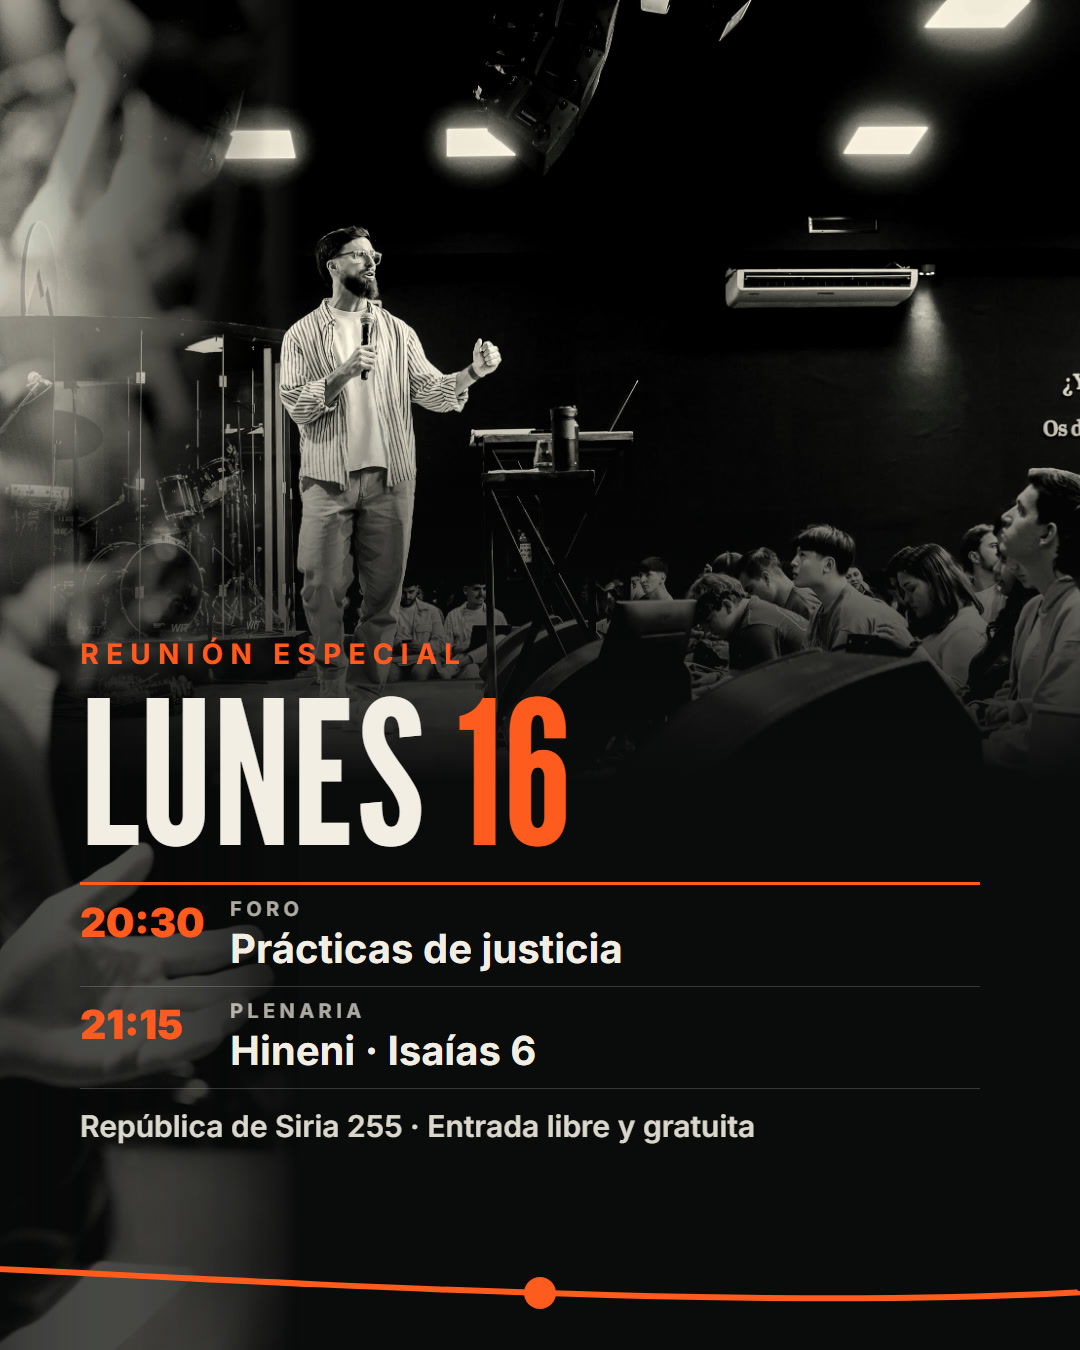 ¿Y
Os d
REUNIÓN ESPECIAL
LUNES 16
20:30 FORO
Prácticas de justicia
21:15 PLENARIA
Hineni · Isaías 6
República de Siria 255 · Entrada libre y gratuita